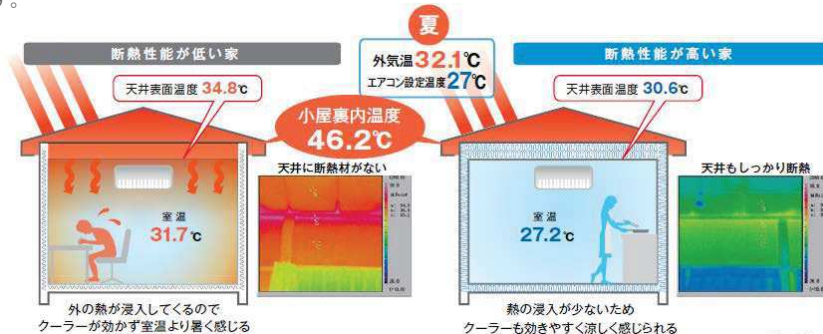 す。
夏
外気温32.1℃
エアコン設定温度27℃
断熱性能が低い家
断熱性能が高い家
天井表面温度 34.8℃
天井表面温度 30.6℃
小屋裏内温度
46.2℃
天井に断熱材がない
天井もしっかり断熱
室温
31.7℃
室温
27.2℃
外の熱が浸入してくるので
クーラーが効かず室温より暑く感じる
熱の浸入が少ないため
クーラーも効きやすく涼しく感じられる